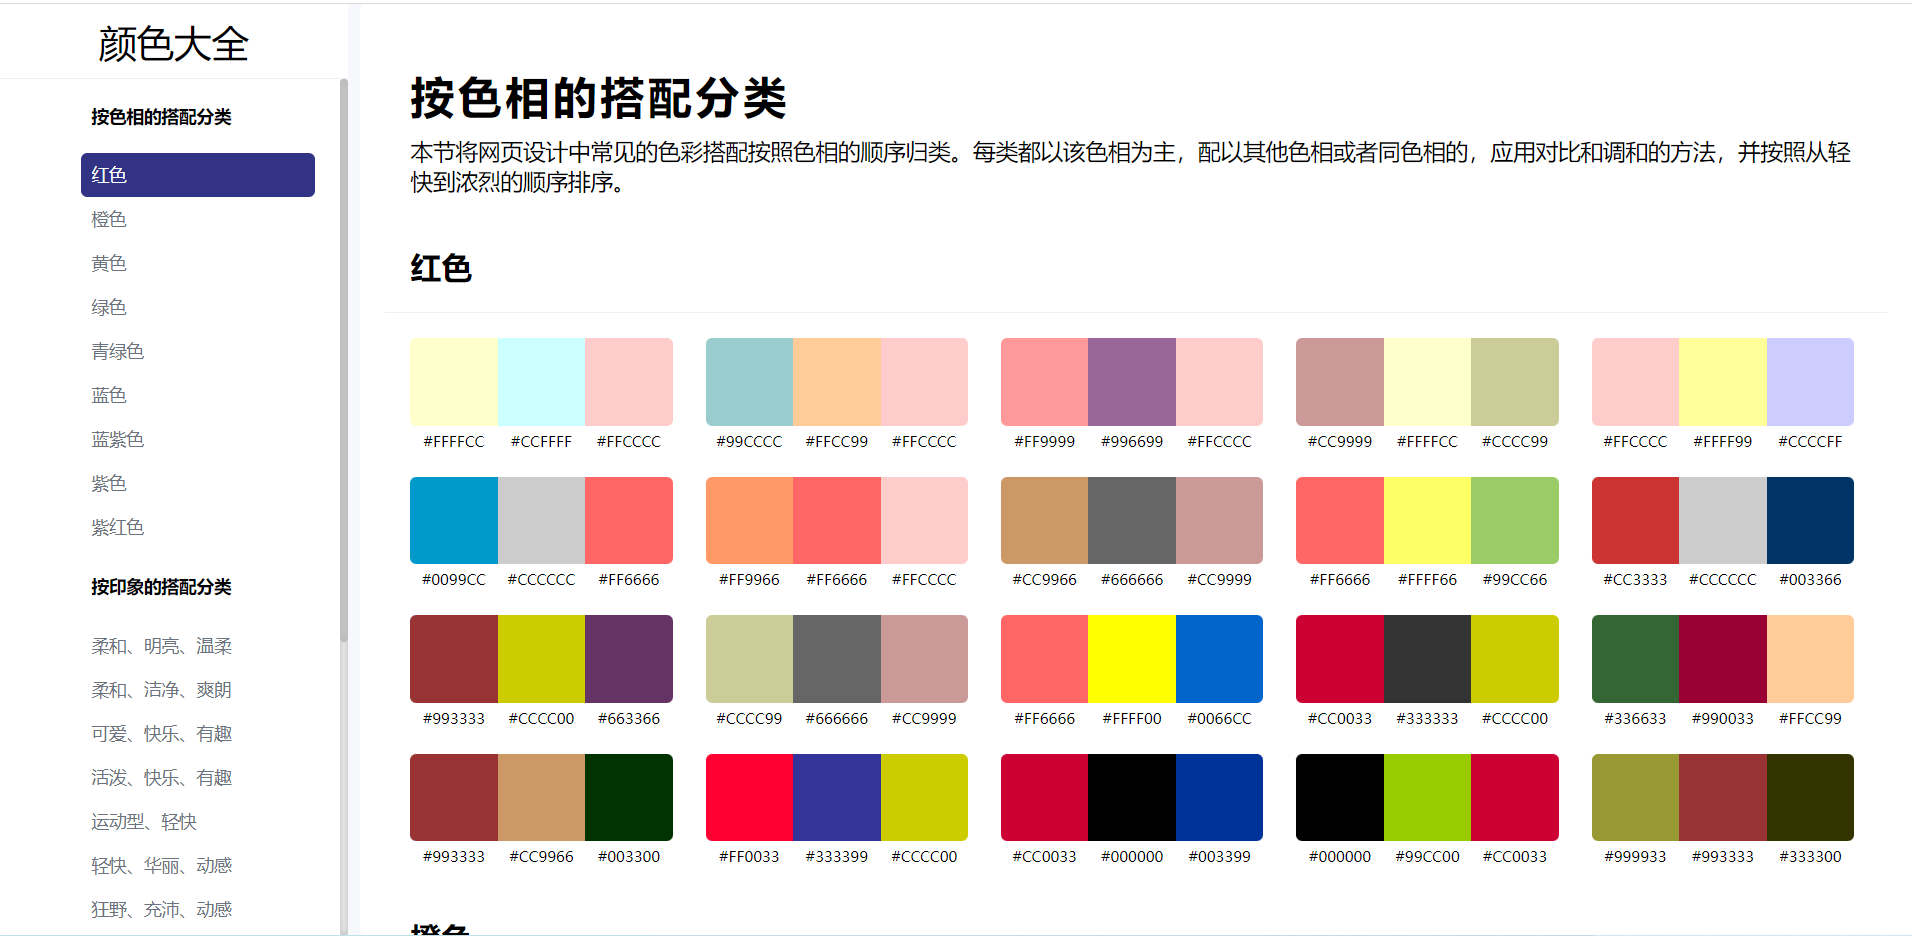 颜色大全
按色相的搭配分类
红色
橙色
黄色
绿色
青绿色
蓝色
蓝紫色
紫色
紫红色
按印象的搭配分类
柔和、明亮、温柔
柔和、洁净、爽朗
可爱、快乐、有趣
活泼、快乐、有趣
运动型、轻快
轻快、华丽、动感
狂野、充沛、动感
按色相的搭配分类
本节将网页设计中常见的色彩搭配按照色相的顺序归类。每类都以该色相为主，配以其他色相或者同色相的，应用对比和调和的方法，并按照从轻
快到浓烈的顺序排序。
红色
#FFFFCC #CCFFFF #FFCCCC #99CCCC #FFCC99 #FFCCCC #FF9999 #996699 #FFCCCC #CC9999 #FFFFCC #CCCC99 #FFCCCC #FFFF99 #CCCCFF
#0099CC #CCCCCC #FF6666 #FF9966 #FF6666 #FFCCCC #CC9966 #666666 #CC9999 #FF6666 #FFFF66 #99CC66 #CC3333 #CCCCCC #003366
#993333 #CCCC00 #663366 #CCCC99 #666666 #CC9999 #FF6666 #FFFF00 #0066CC #CC0033 #333333 #CCCC00 #336633 #990033 #FFCC99
#993333 #CC9966 #003300 #FF0033 #333399 #CCCC00 #CC0033 #000000 #003399 #000000 #99CC00 #CC0033 #999933 #993333 #333300
橙色